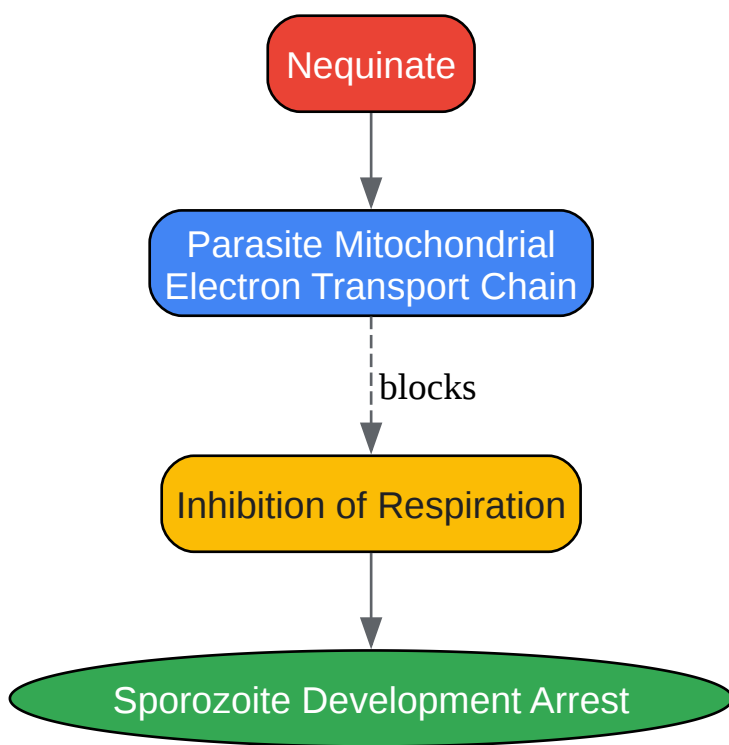 Nequinate
Parasite Mitochondrial
Electron Transport Chain
blocks
Inhibition of Respiration
Sporozoite Development Arrest